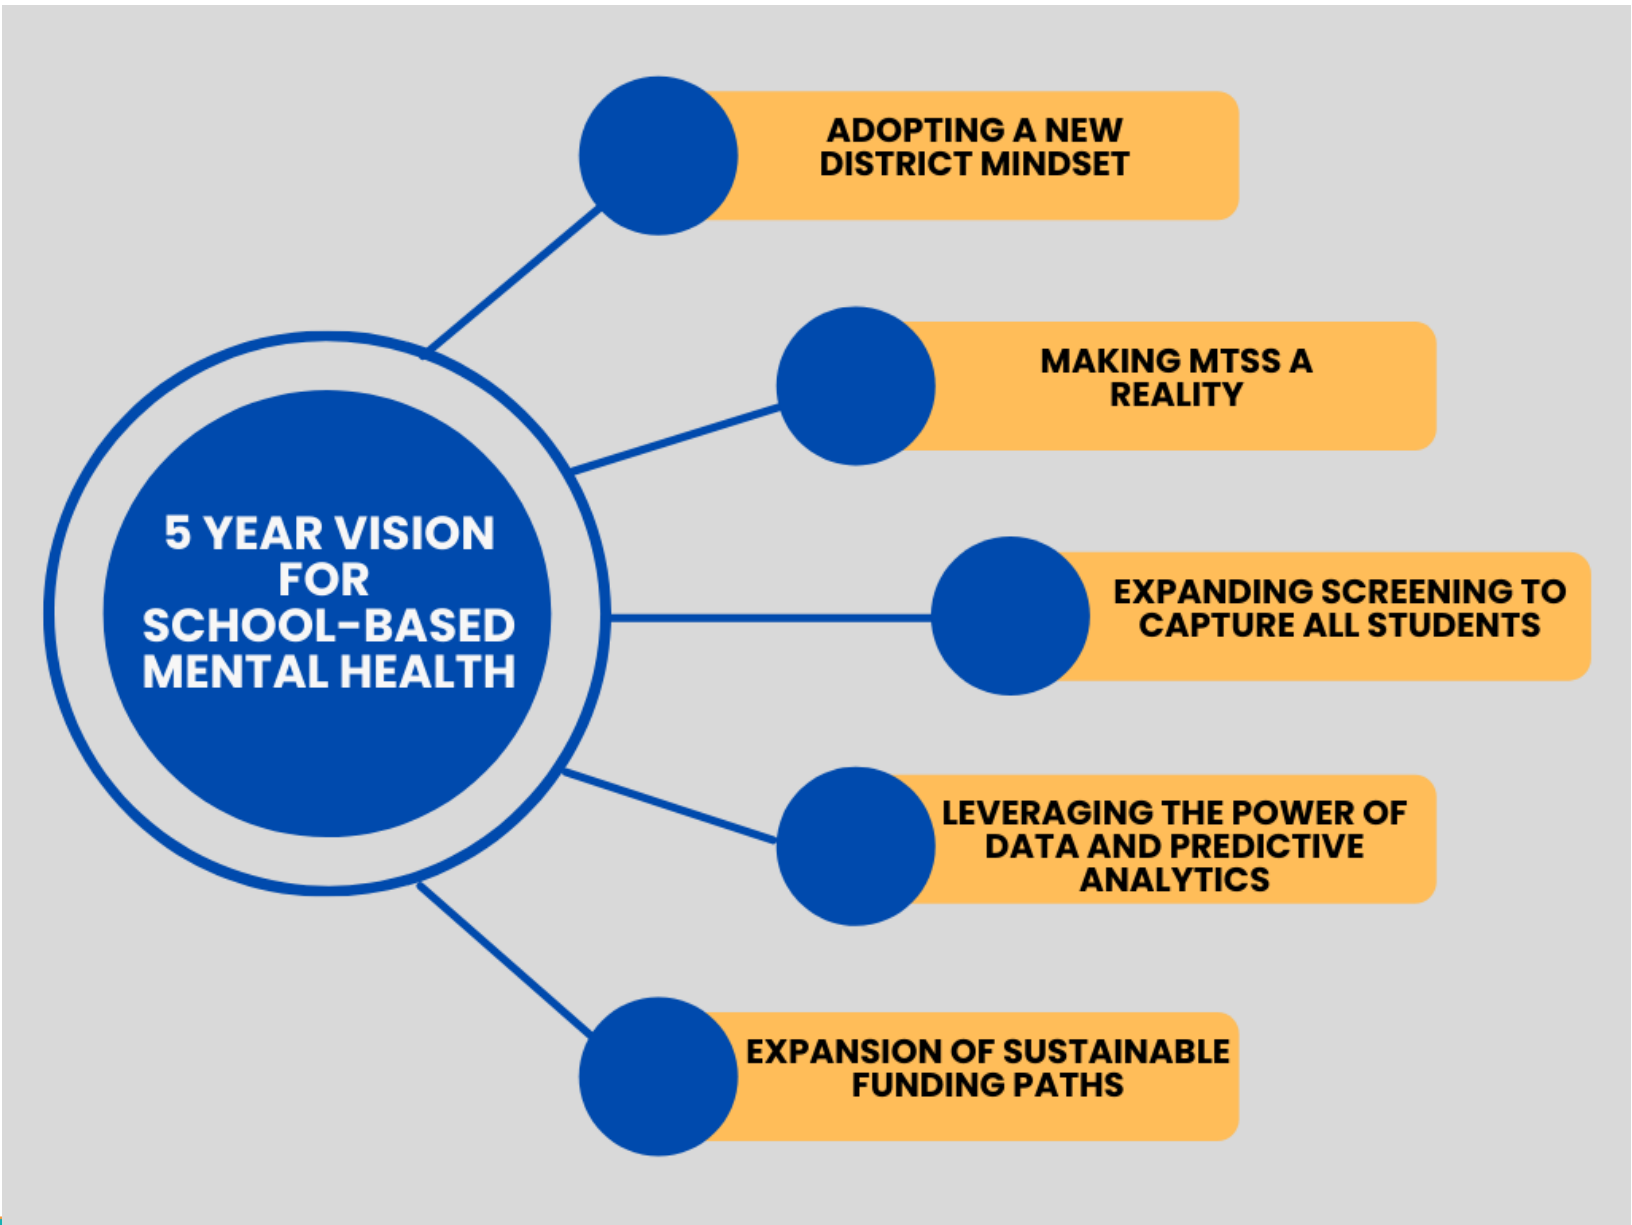 ADOPTING A NEW
DISTRICT MINDSET
MAKING MTSS A
REALITY
5 YEAR VISION
FOR
SCHOOL-BASED
MENTAL HEALTH
EXPANDING SCREENING TO
CAPTURE ALL STUDENTS
LEVERAGING THE POWER OF
DATA AND PREDICTIVE
ANALYTICS
EXPANSION OF SUSTAINABLE
FUNDING PATHS